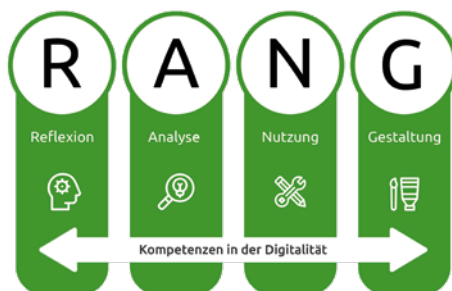 R A N G
Reflexion Analyse Nutzung Gestaltung
Kompetenzen in der Digitalität